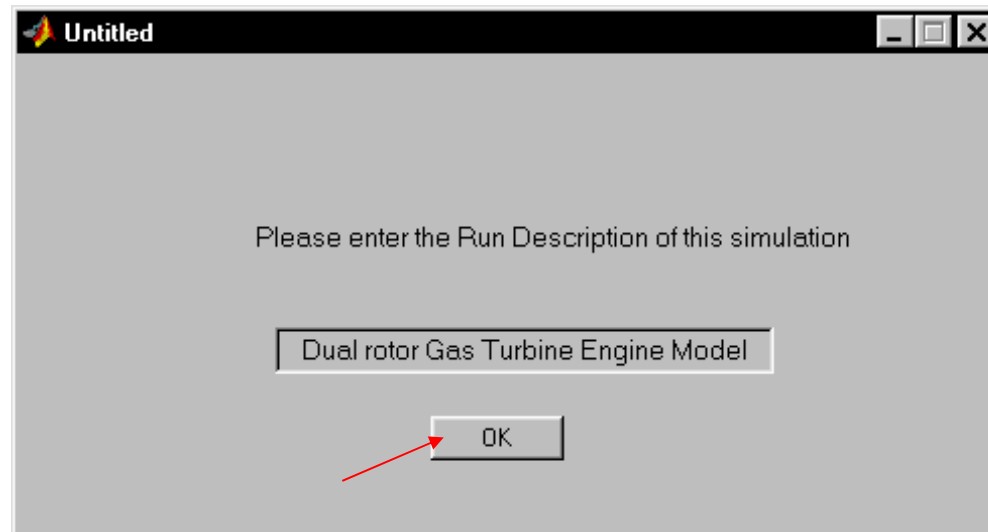 Untitled
Please enter the Run Description of this simulation
Dual rotor Gas Turbine Engine Model
OK